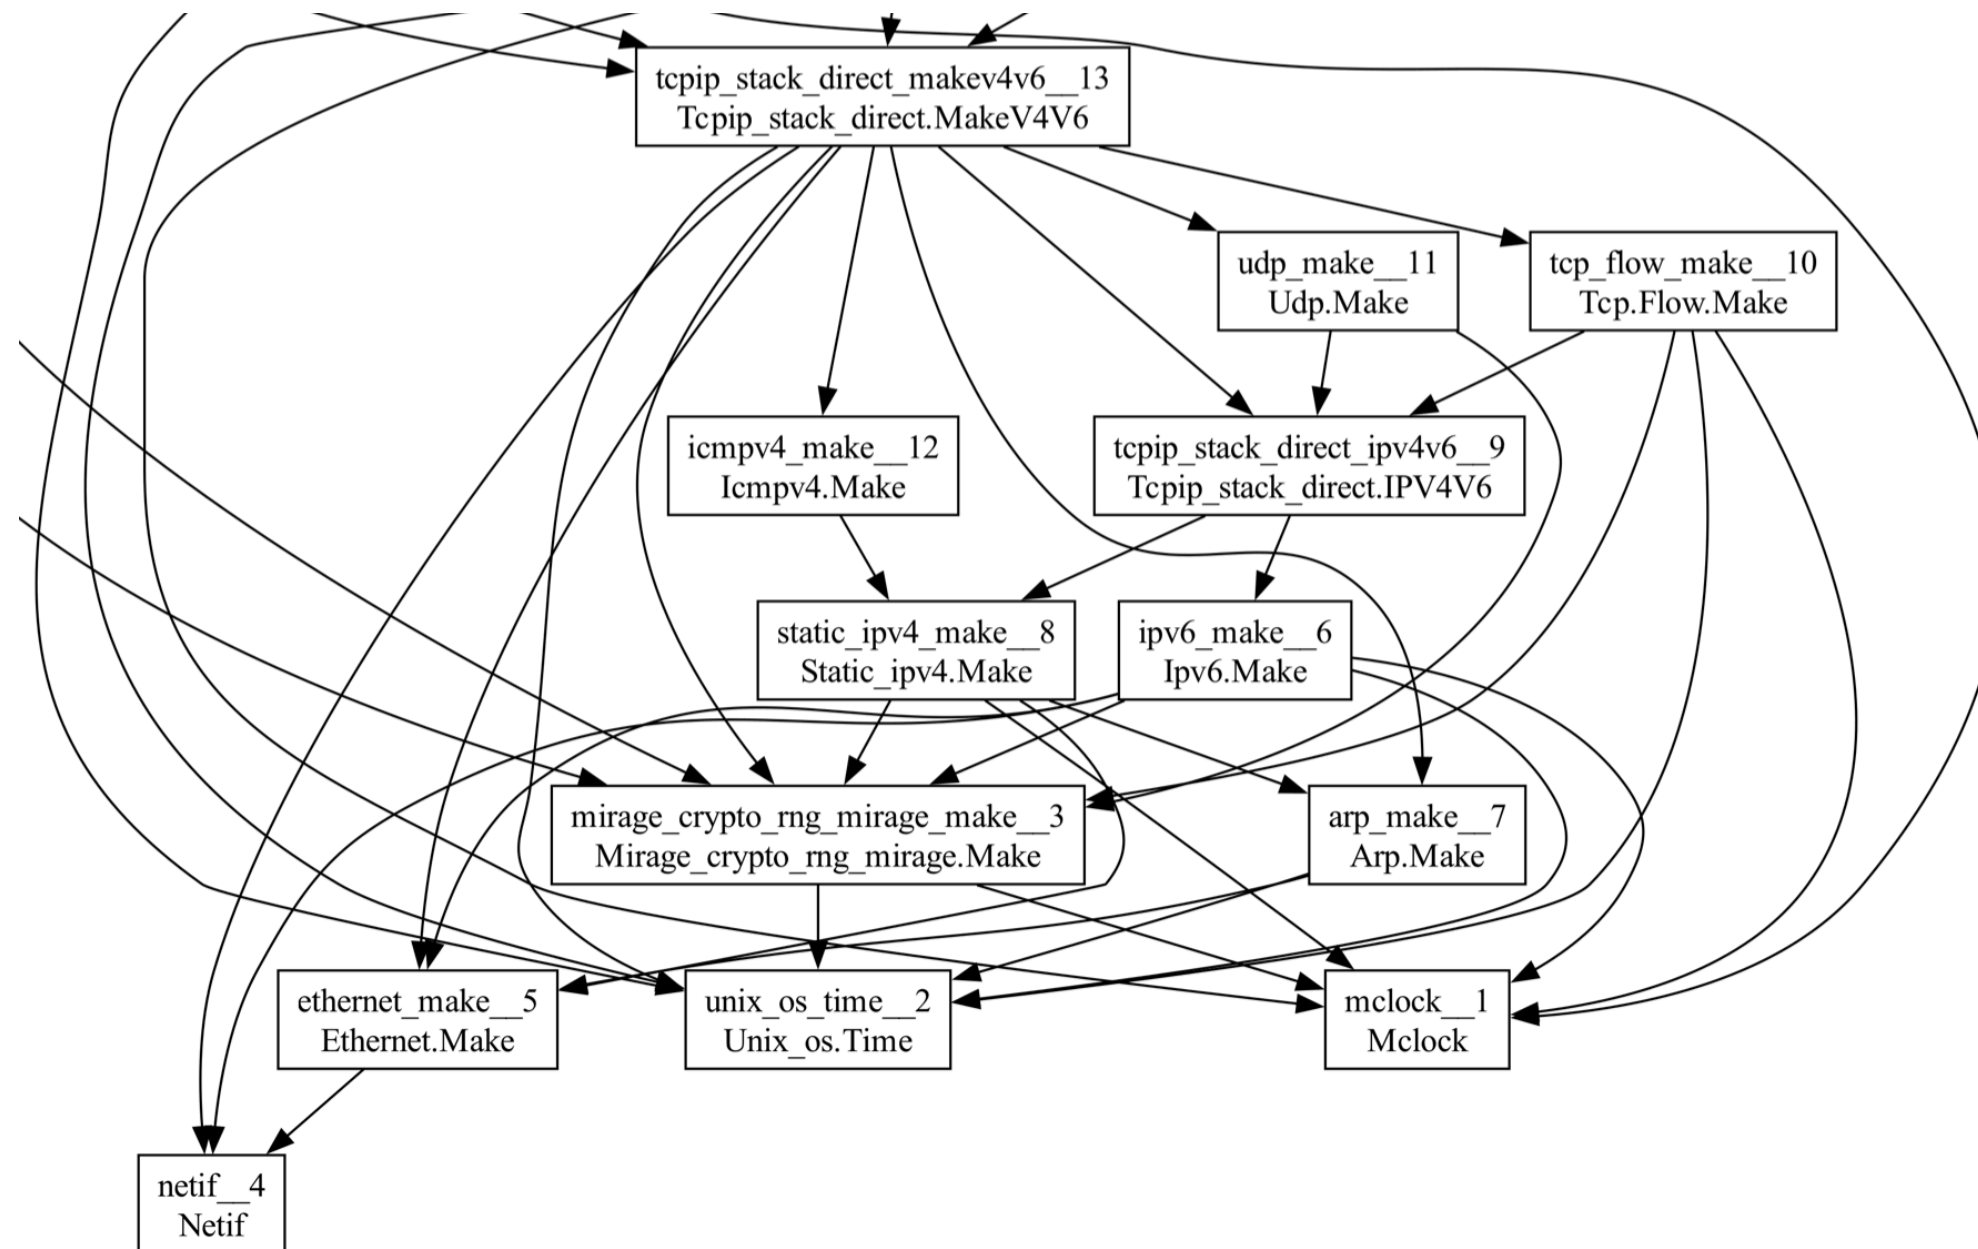 tcpip_stack_direct_makev4v6__13
Tcpip_stack_direct.MakeV4V6
udp_make__11
Udp.Make
tcp_flow_make__10
Tcp.Flow.Make
icmpv4_make__12
Icmpv4.Make
tcpip_stack_direct_ipv4v6__9
Tcpip_stack_direct.IPV4V6
static_ipv4_make__8
Static_ipv4.Make
ipv6_make__6
Ipv6.Make
mirage_crypto_rng_mirage_make__3
Mirage_crypto_rng_mirage.Make
arp_make__7
Arp.Make
ethernet_make__5
Ethernet.Make
unix_os_time__2
Unix_os.Time
mclock__1
Mclock
netif__4
Netif